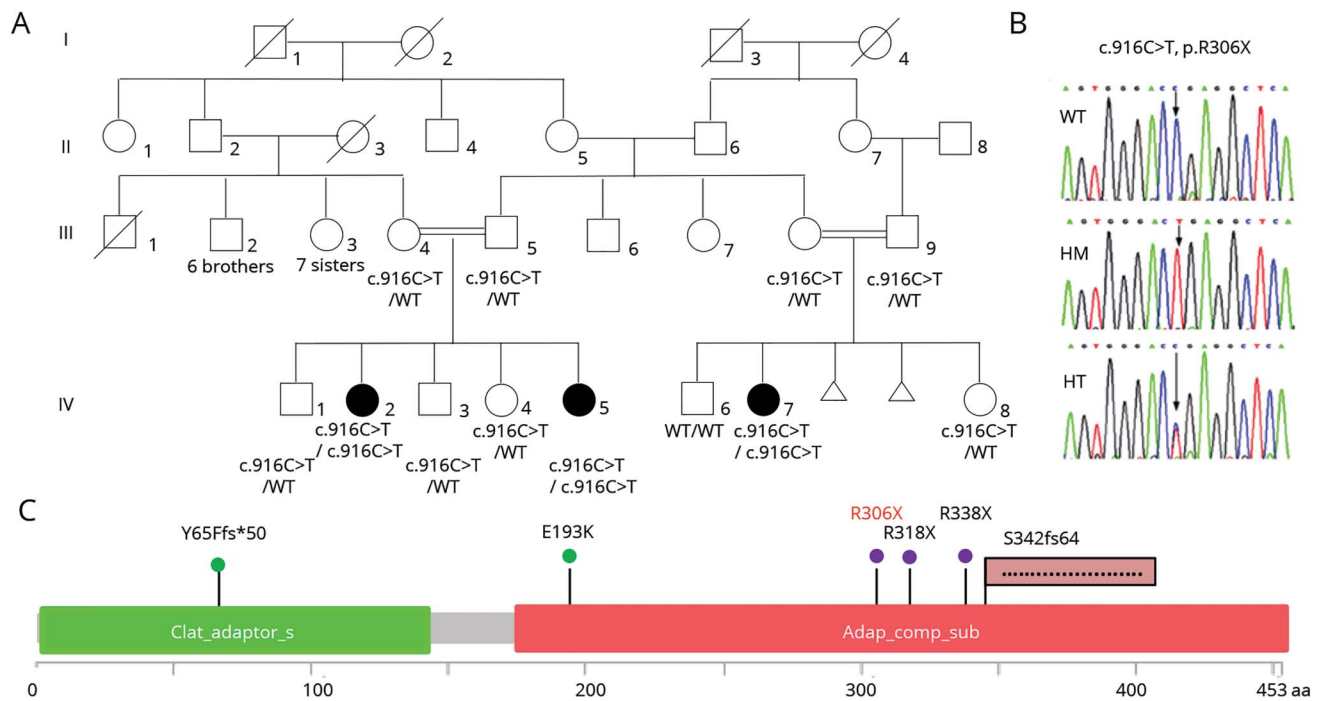 A
I
1
2
3
4
II
1
2
3
4
5
6
7
8
III
1
2
3
4
5
6
7
9
6 brothers
7 sisters
c.916C>T
/WT
c.916C>T
/WT
c.916C>T
/WT
c.916C>T
/WT
IV
1
2
3
4
5
6
7
8
c.916C>T
/WT
c.916C>T
/ c.916C>T
c.916C>T
/WT
c.916C>T
/WT
c.916C>T
/ c.916C>T
WT/WT
c.916C>T
/ c.916C>T
c.916C>T
/WT
B
c.916C>T, p.R306X
A G T G G G A C C G A G G C T C A
WT
A G T G G G A C T G A G G C T C A
HM
A G T G G G A C C G A G G C T C A
HT
C
Y65Ffs*50
E193K
R306X
R318X
R338X
S342fs64
Clat_adaptor_s
Adap_comp_sub
0
100
200
300
400
453 aa